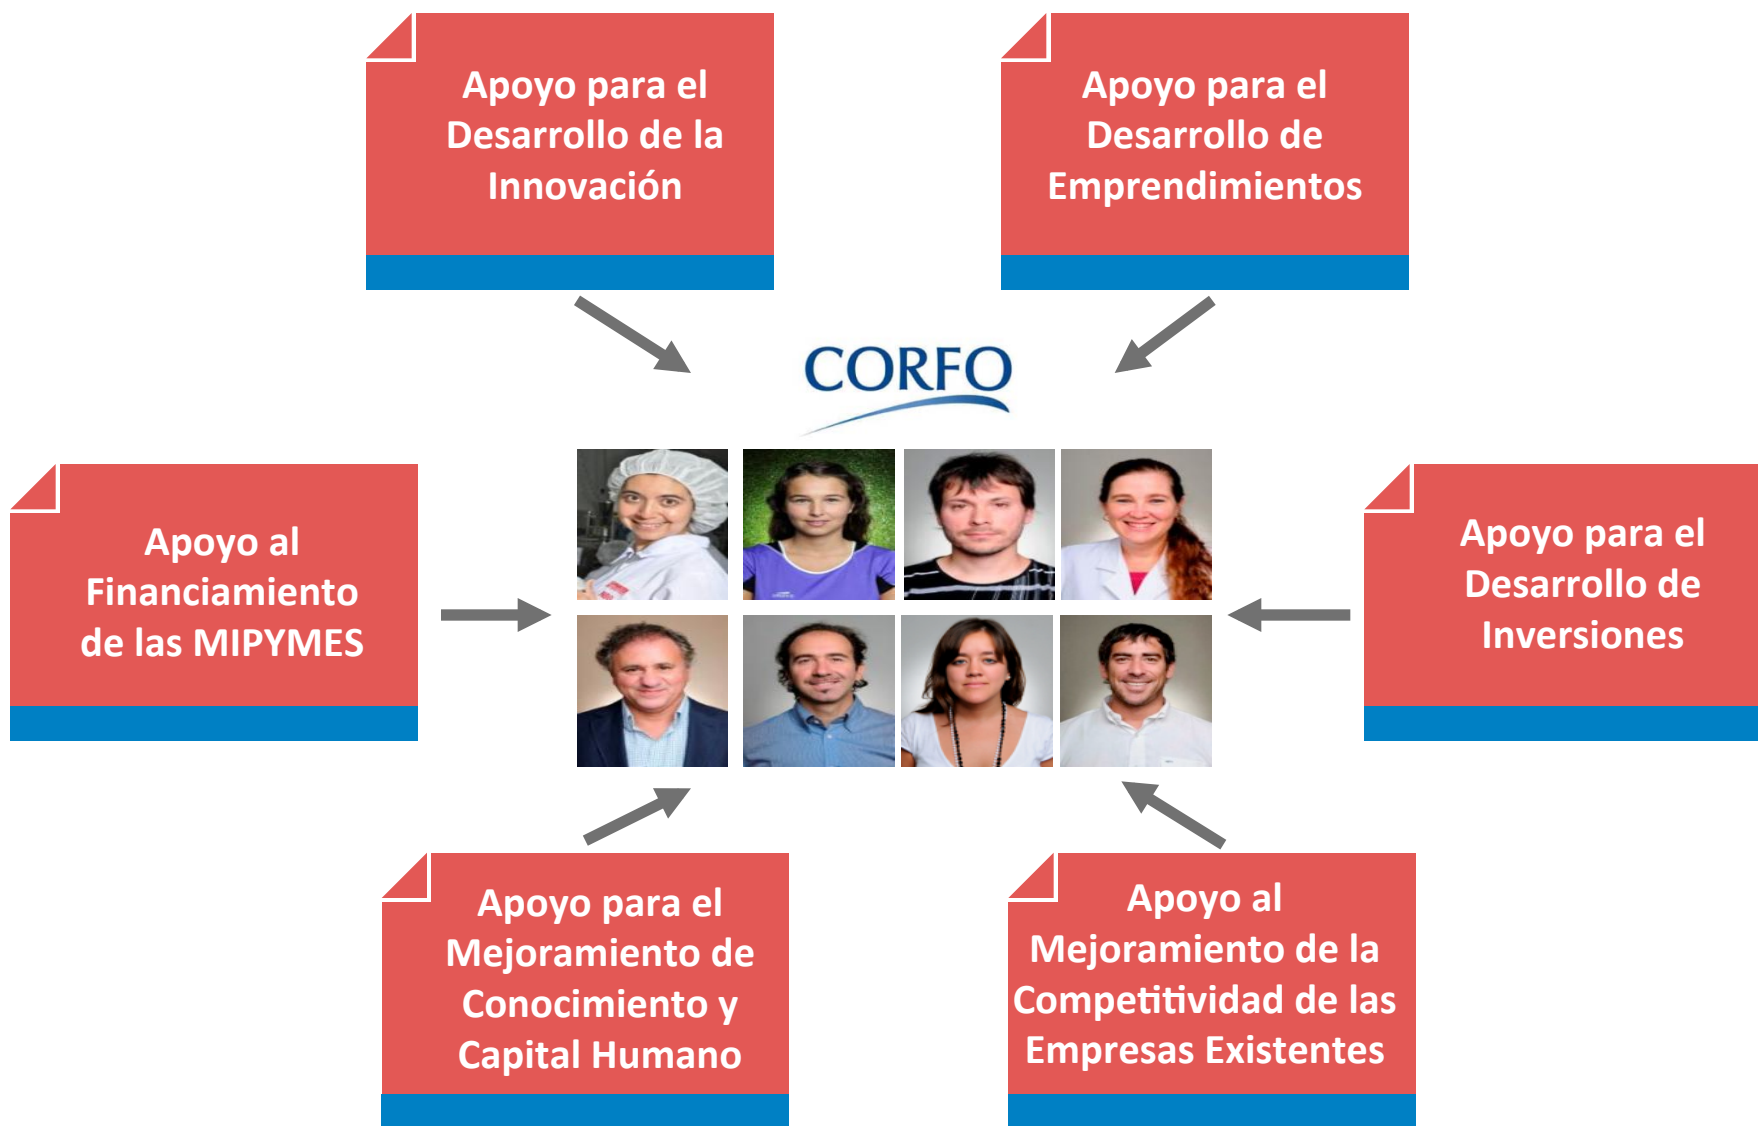 Apoyo para el
Desarrollo de la
Innovación
Apoyo para el
Desarrollo de
Emprendimientos
CORFO
Apoyo al
Financiamiento
de las MIPYMES
Apoyo para el
Desarrollo de
Inversiones
Apoyo para el
Mejoramiento de
Conocimiento y
Capital Humano
Apoyo al
Mejoramiento de la
Competitividad de las
Empresas Existentes